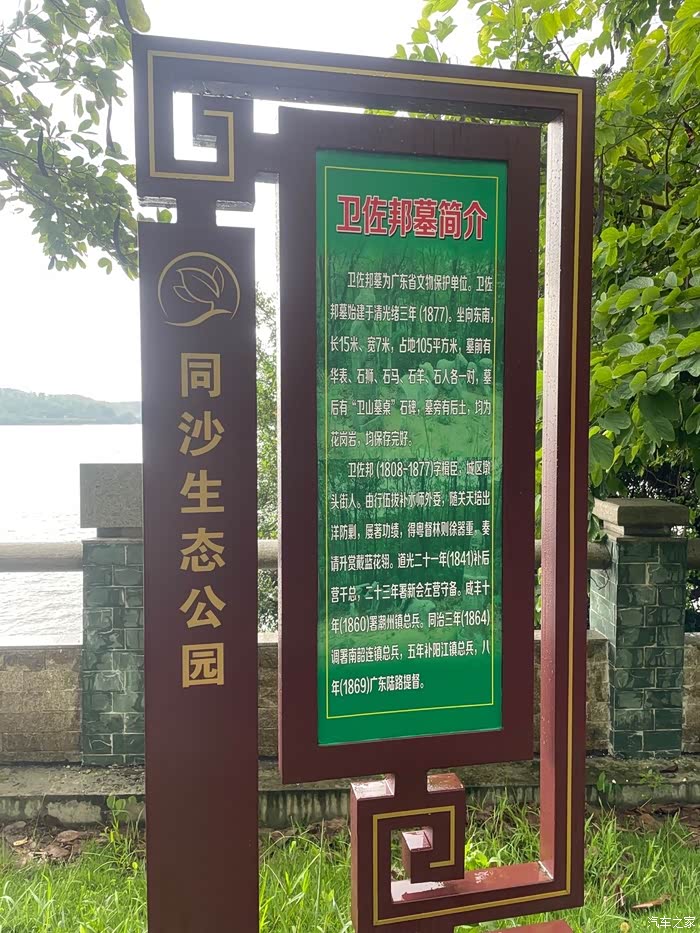 同沙生态公园
卫佐邦墓简介
卫佐邦墓为广东省文物保护单位。卫佐
邦墓始建于清光绪三年(1877)。坐向东南,
长15米、宽7米,占地105平方米,墓前有
华表、石狮、石马、石羊、石人各一对,墓
后有“卫山墓桌”石碑,墓旁有后土,均为
花岗岩,均保存完好。
卫佐邦(1808-1877)字楫臣,城区墩
头街人。由行伍拔补水师外委,随关天培出
洋防剿,屡著功绩,得粤督林则徐器重,奏
请升赏戴蓝花翎。道光二十一年(1841)补后
营千总,二十三年署新会左营守备。咸丰十
年(1860)署潮州镇总兵。同治三年(1864)
调署南韶连镇总兵,五年补阳江镇总兵,八
年(1869)广东陆路提督。
汽车之家